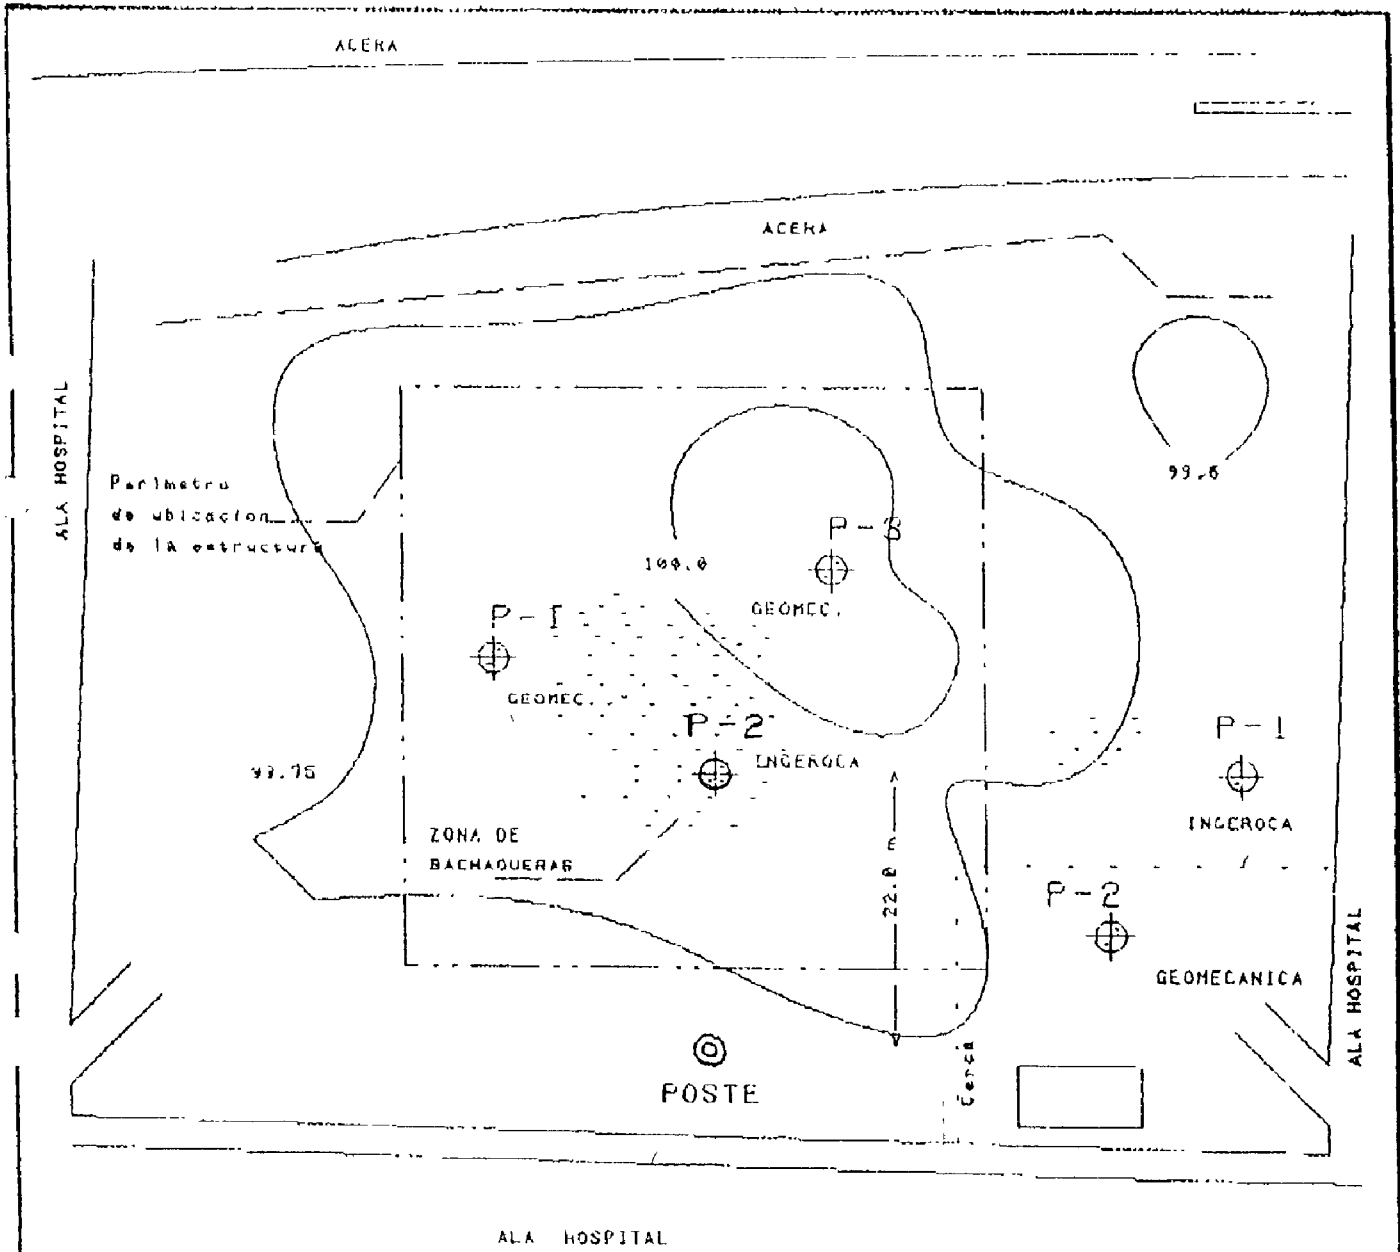 ACERA
ACERA
ALA HOSPITAL
Perimetro
de ubicacion
de la estructura
99.6
P-3
100.0
GEOMEC.
P-I
GEOMEC.
P-2
INGEROCA
P-1
INGEROCA
99.75
ZONA DE
BACHAQUERAS
22.0 m
P-2
GEOMECANICA
ALA HOSPITAL
Cerca
POSTE
ALA HOSPITAL